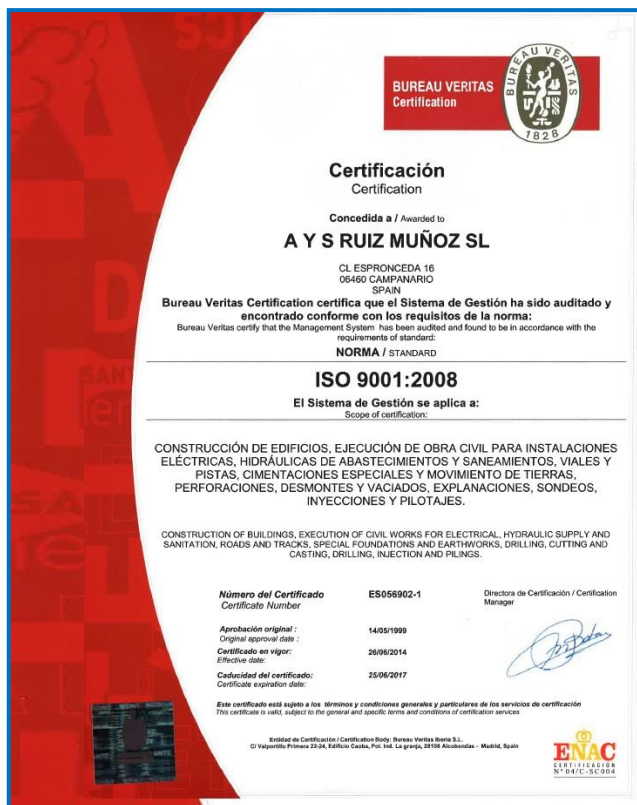 BUREAU VERITAS
Certification
BUREAU VERITAS
1828
Certificación
Certification
Concedida a / Awarded to
A Y S RUIZ MUÑOZ SL
CL ESPRONCEDA 16
06460 CAMPANARIO
SPAIN
Bureau Veritas Certification certifica que el Sistema de Gestión ha sido auditado y
encontrado conforme con los requisitos de la norma:
Bureau Veritas certify that the Management System has been audited and found to be in accordance with the
requirements of standard:
NORMA / STANDARD
ISO 9001:2008
El Sistema de Gestión se aplica a:
Scope of certification:
CONSTRUCCIÓN DE EDIFICIOS, EJECUCIÓN DE OBRA CIVIL PARA INSTALACIONES
ELÉCTRICAS, HIDRÁULICAS DE ABASTECIMIENTOS Y SANEAMIENTOS, VIALES Y
PISTAS, CIMENTACIONES ESPECIALES Y MOVIMIENTO DE TIERRAS,
PERFORACIONES, DESMONTES Y VACIADOS, EXPLANACIONES, SONDEOS,
INYECCIONES Y PILOTAJES.
CONSTRUCTION OF BUILDINGS, EXECUTION OF CIVIL WORKS FOR ELECTRICAL, HYDRAULIC SUPPLY AND
SANITATION, ROADS AND TRACKS, SPECIAL FOUNDATIONS AND EARTHWORKS, DRILLING, CUTTING AND
CASTING, DRILLING, INJECTION AND PILINGS.
Número del Certificado ES056902-1 Directora de Certificación / Certification
Certificate Number Manager
Aprobación original : 14/05/1999
Original approval date :
Certificado en vigor: 26/06/2014
Effective date:
Caducidad del certificado: 25/06/2017
Certificate expiration date:
Este certificado está sujeto a los términos y condiciones generales y particulares de los servicios de certificación
This certificate is valid, subject to the general and specific terms and conditions of certification services
Entidad de Certificación / Certification Body: Bureau Veritas Iberia S.L.
C/ Valportillo Primera 22-24, Edificio Caoba, Pol. Ind. La granja, 28108 Alcobendas - Madrid, Spain
ENAC
CERTIFICACIÓN
Nº 04/C-SC004